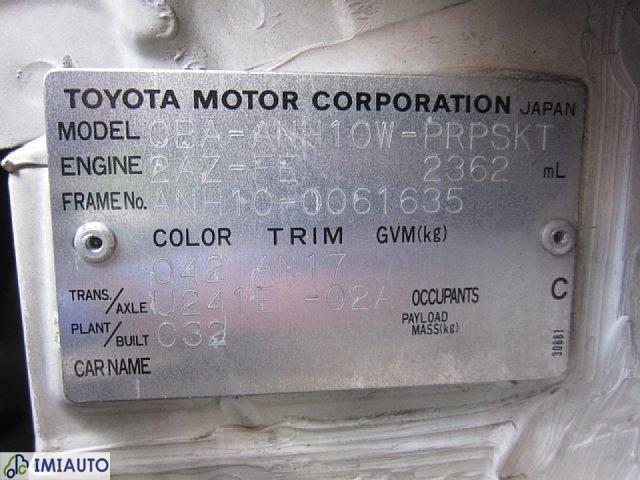 TOYOTA MOTOR CORPORATION JAPAN
MODEL CBA-ANH10W-PRPSKT
ENGINE 2AZ-FE 2362 mL
FRAME No. ANH10-0061635
COLOR TRIM GVM(kg)
042 AN17
TRANS./AXLE U241E -02A OCCUPANTS C
PLANT/BUILT C32 PAYLOAD MASS(kg)
CAR NAME
30881
IMIAUTO